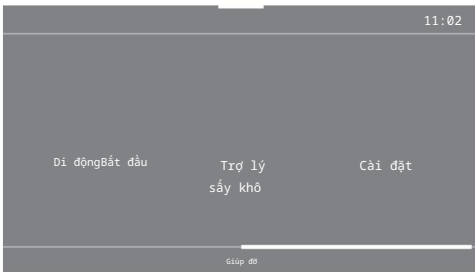 11:02
Di độngBắt đầu
Trợ lý
sấy khô
Cài đặt
Giúp đỡ